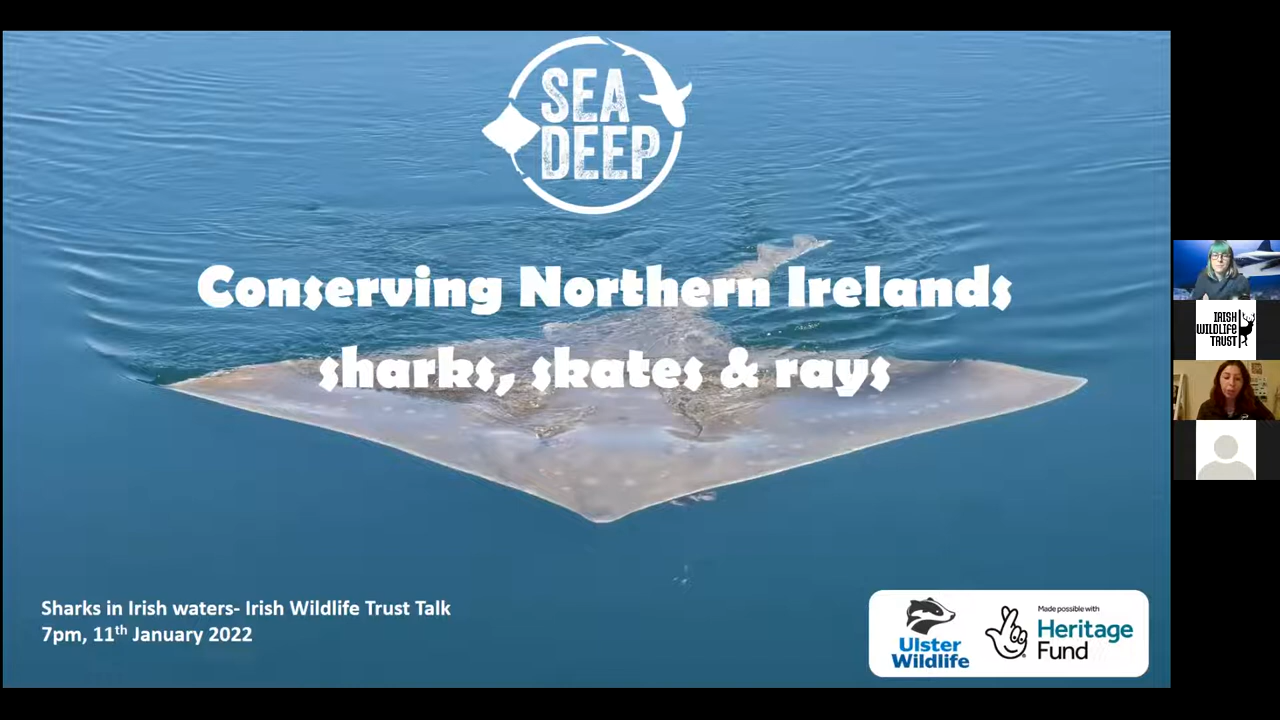 SEA
DEEP
Conserving Northern Irelands
sharks, skates & rays
IRISH
WILDLIFE
TRUST
Sharks in Irish waters- Irish Wildlife Trust Talk
7pm, 11th January 2022
Ulster
Wildlife
Made possible with
Heritage
Fund